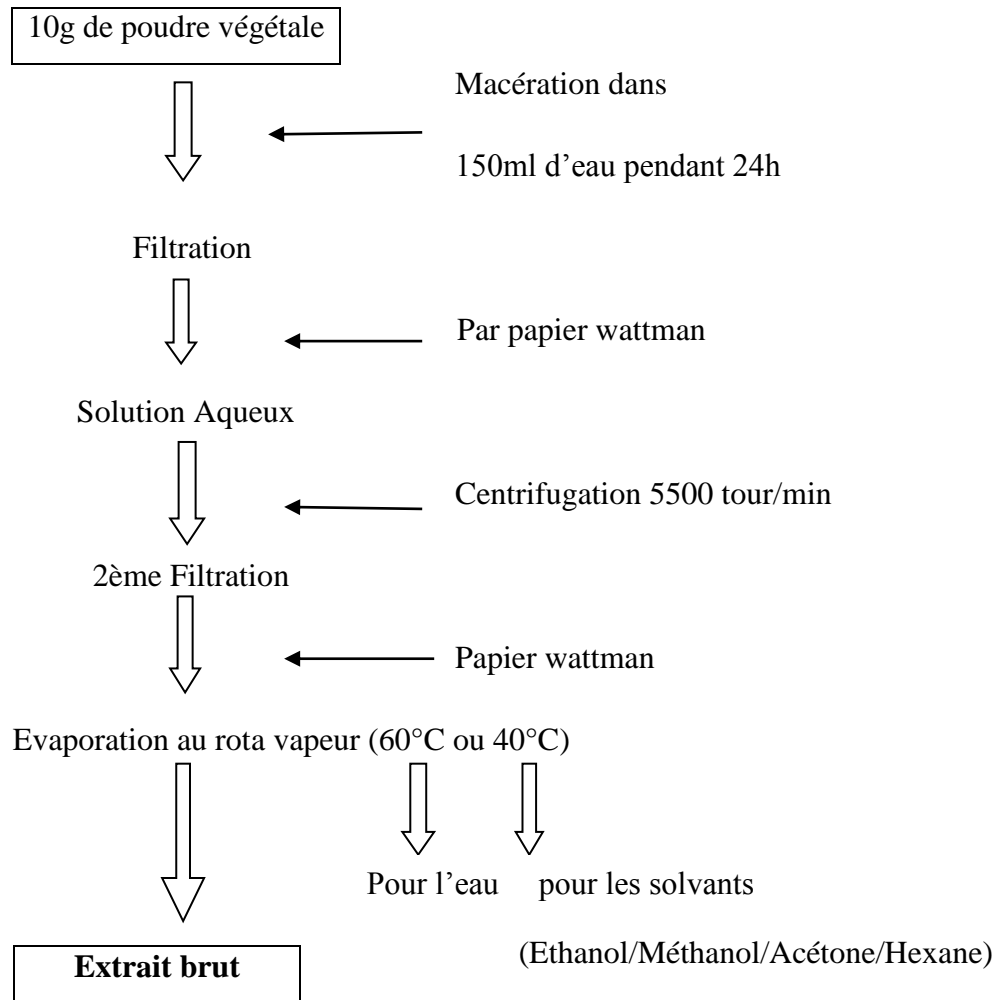 10g de poudre végétale
Macération dans
150ml d’eau pendant 24h
Filtration
Par papier wattman
Solution Aqueux
Centrifugation 5500 tour/min
2ème Filtration
Papier wattman
Evaporation au rota vapeur (60°C ou 40°C)
Pour l’eau pour les solvants
(Ethanol/Méthanol/Acétone/Hexane)
Extrait brut